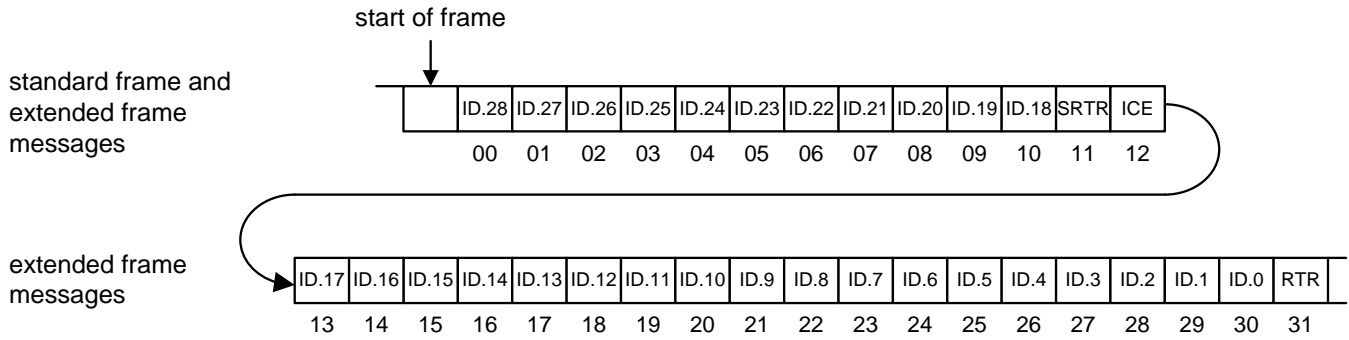 start of frame
standard frame and
extended frame
messages
ID.28 ID.27 ID.26 ID.25 ID.24 ID.23 ID.22 ID.21 ID.20 ID.19 ID.18 SRTR ICE
00 01 02 03 04 05 06 07 08 09 10 11 12
extended frame
messages
ID.17 ID.16 ID.15 ID.14 ID.13 ID.12 ID.11 ID.10 ID.9 ID.8 ID.7 ID.6 ID.5 ID.4 ID.3 ID.2 ID.1 ID.0 RTR
13 14 15 16 17 18 19 20 21 22 23 24 25 26 27 28 29 30 31